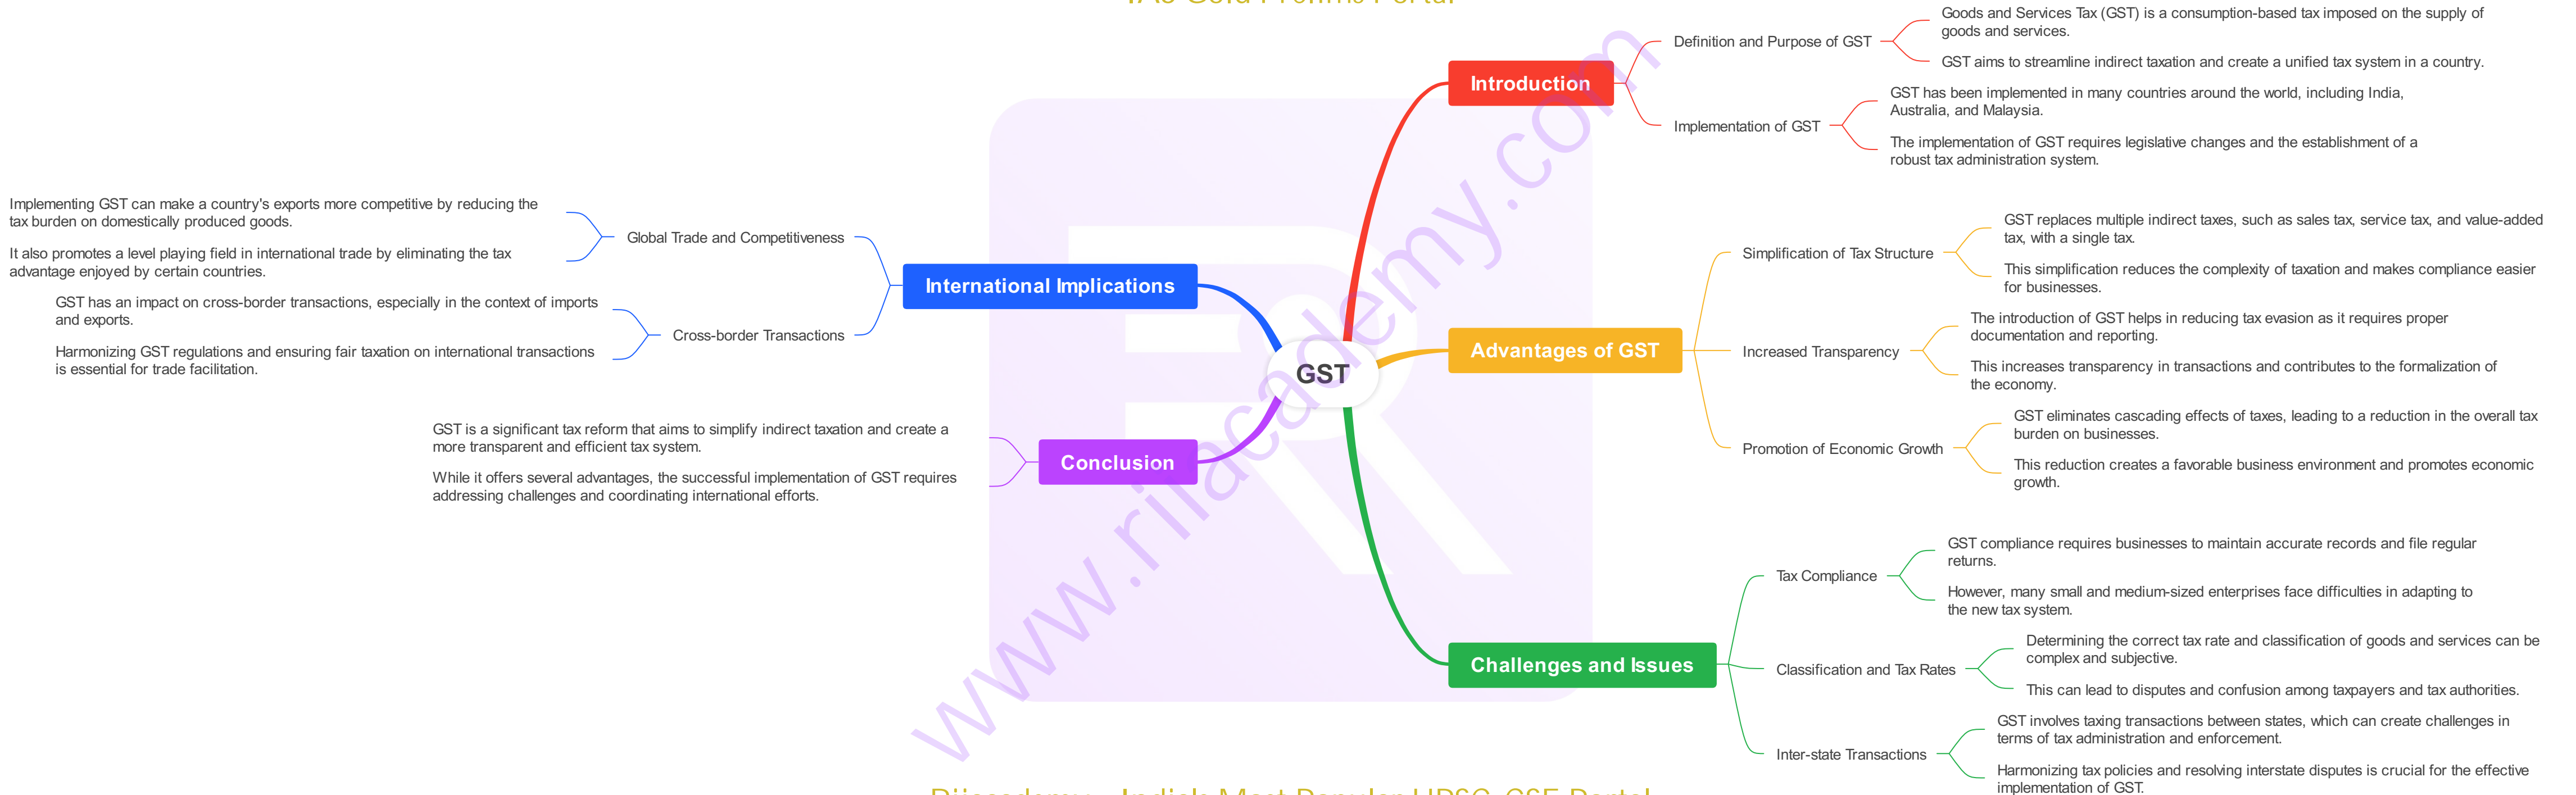 IAS Gold Prelims Portal
GST
Introduction
Definition and Purpose of GST
Goods and Services Tax (GST) is a consumption-based tax imposed on the supply of
goods and services.
GST aims to streamline indirect taxation and create a unified tax system in a country.
Implementation of GST
GST has been implemented in many countries around the world, including India,
Australia, and Malaysia.
The implementation of GST requires legislative changes and the establishment of a
robust tax administration system.
Advantages of GST
Simplification of Tax Structure
GST replaces multiple indirect taxes, such as sales tax, service tax, and value-added
tax, with a single tax.
This simplification reduces the complexity of taxation and makes compliance easier
for businesses.
Increased Transparency
The introduction of GST helps in reducing tax evasion as it requires proper
documentation and reporting.
This increases transparency in transactions and contributes to the formalization of
the economy.
Promotion of Economic Growth
GST eliminates cascading effects of taxes, leading to a reduction in the overall tax
burden on businesses.
This reduction creates a favorable business environment and promotes economic
growth.
Challenges and Issues
Tax Compliance
GST compliance requires businesses to maintain accurate records and file regular
returns.
However, many small and medium-sized enterprises face difficulties in adapting to
the new tax system.
Classification and Tax Rates
Determining the correct tax rate and classification of goods and services can be
complex and subjective.
This can lead to disputes and confusion among taxpayers and tax authorities.
Inter-state Transactions
GST involves taxing transactions between states, which can create challenges in
terms of tax administration and enforcement.
Harmonizing tax policies and resolving interstate disputes is crucial for the effective
implementation of GST.
International Implications
Global Trade and Competitiveness
Implementing GST can make a country's exports more competitive by reducing the
tax burden on domestically produced goods.
It also promotes a level playing field in international trade by eliminating the tax
advantage enjoyed by certain countries.
Cross-border Transactions
GST has an impact on cross-border transactions, especially in the context of imports
and exports.
Harmonizing GST regulations and ensuring fair taxation on international transactions
is essential for trade facilitation.
Conclusion
GST is a significant tax reform that aims to simplify indirect taxation and create a
more transparent and efficient tax system.
While it offers several advantages, the successful implementation of GST requires
addressing challenges and coordinating international efforts.
www.rilacademy.com
India's Most Popular UPSC CSE Portal